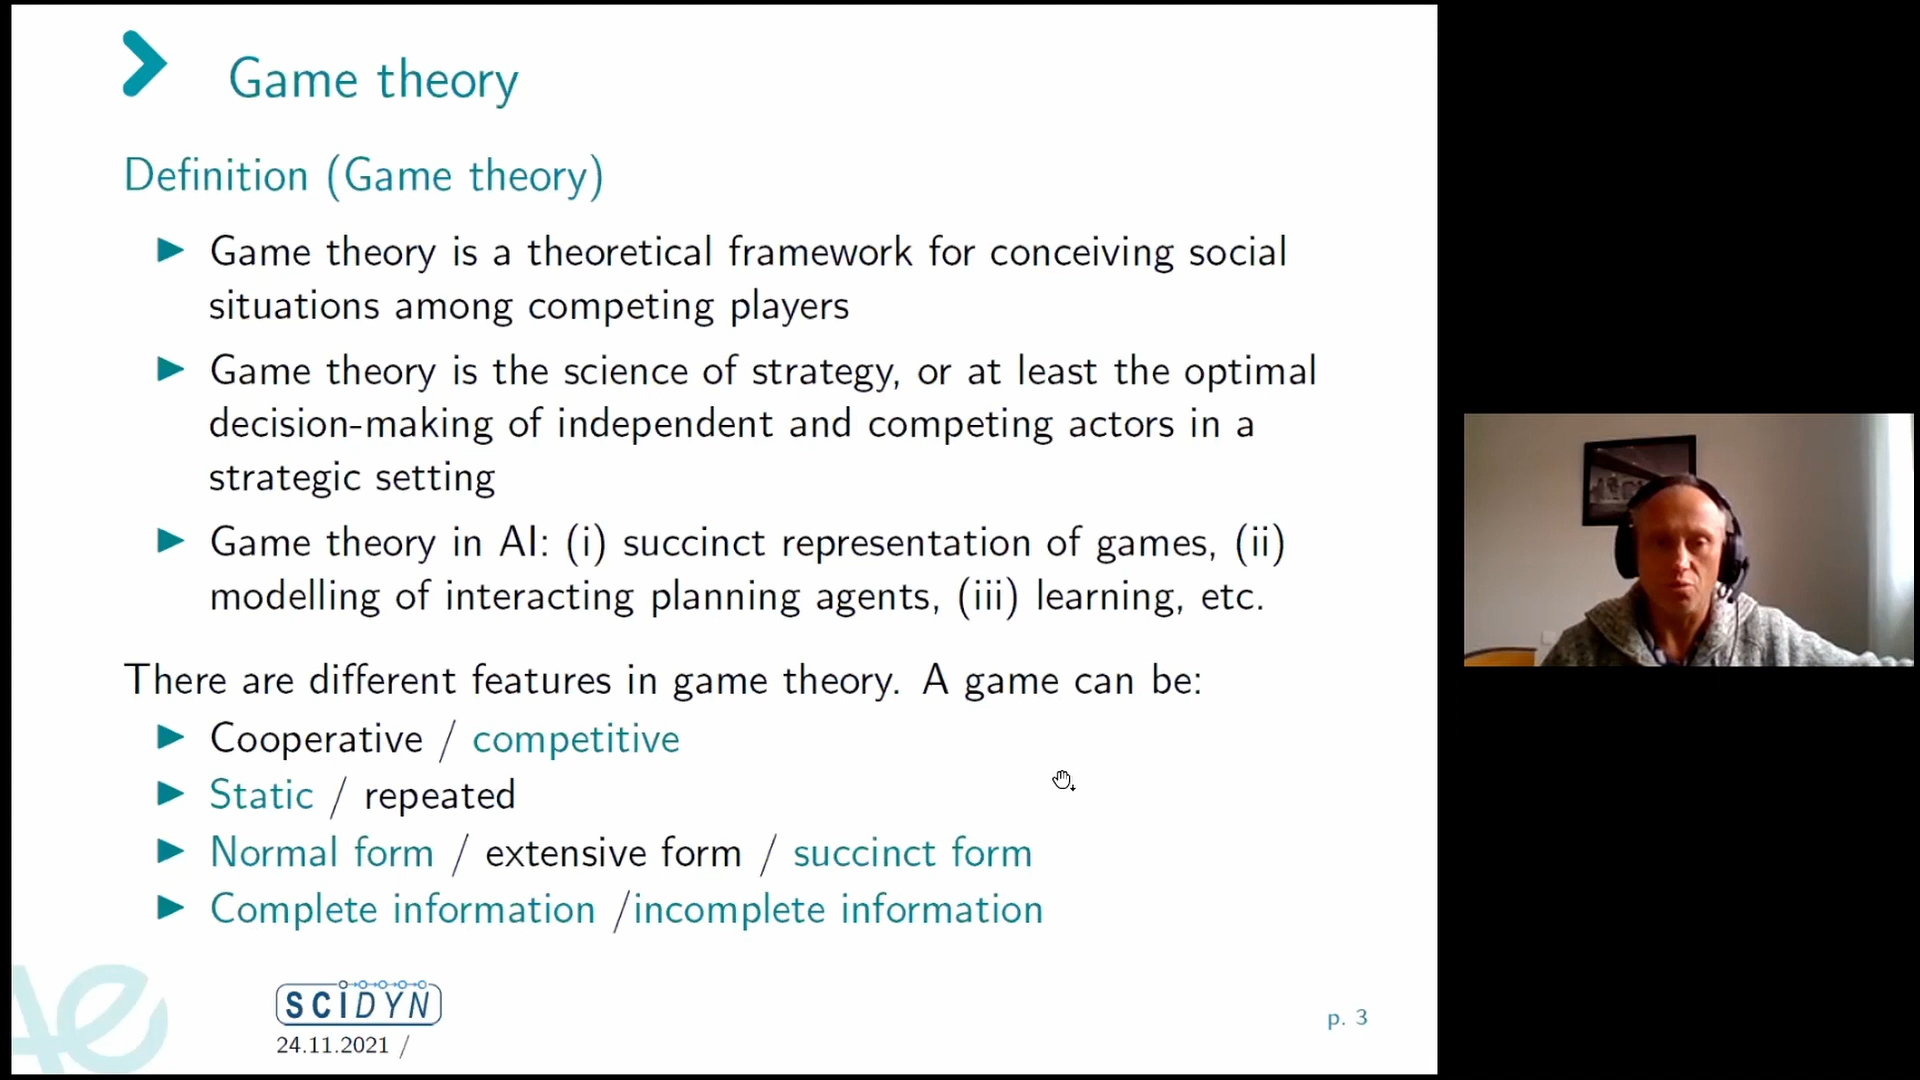 Game theory
Definition (Game theory)
Game theory is a theoretical framework for conceiving social
situations among competing players
Game theory is the science of strategy, or at least the optimal
decision-making of independent and competing actors in a
strategic setting
Game theory in AI: (i) succinct representation of games, (ii)
modelling of interacting planning agents, (iii) learning, etc.
There are different features in game theory. A game can be:
Cooperative / competitive
Static / repeated
Normal form / extensive form / succinct form
Complete information /incomplete information
SCIDYN
24.11.2021 /
p. 3